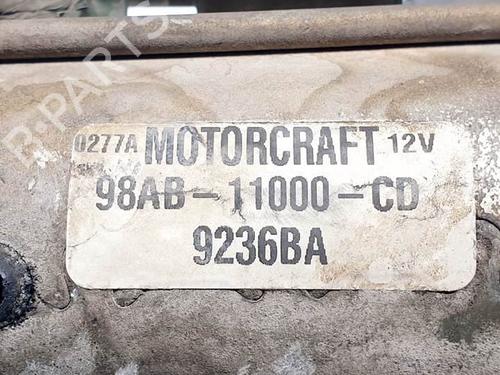 0277A MOTORCRAFT 12V
98AB-11000-CD
9236BA
B-PARTS